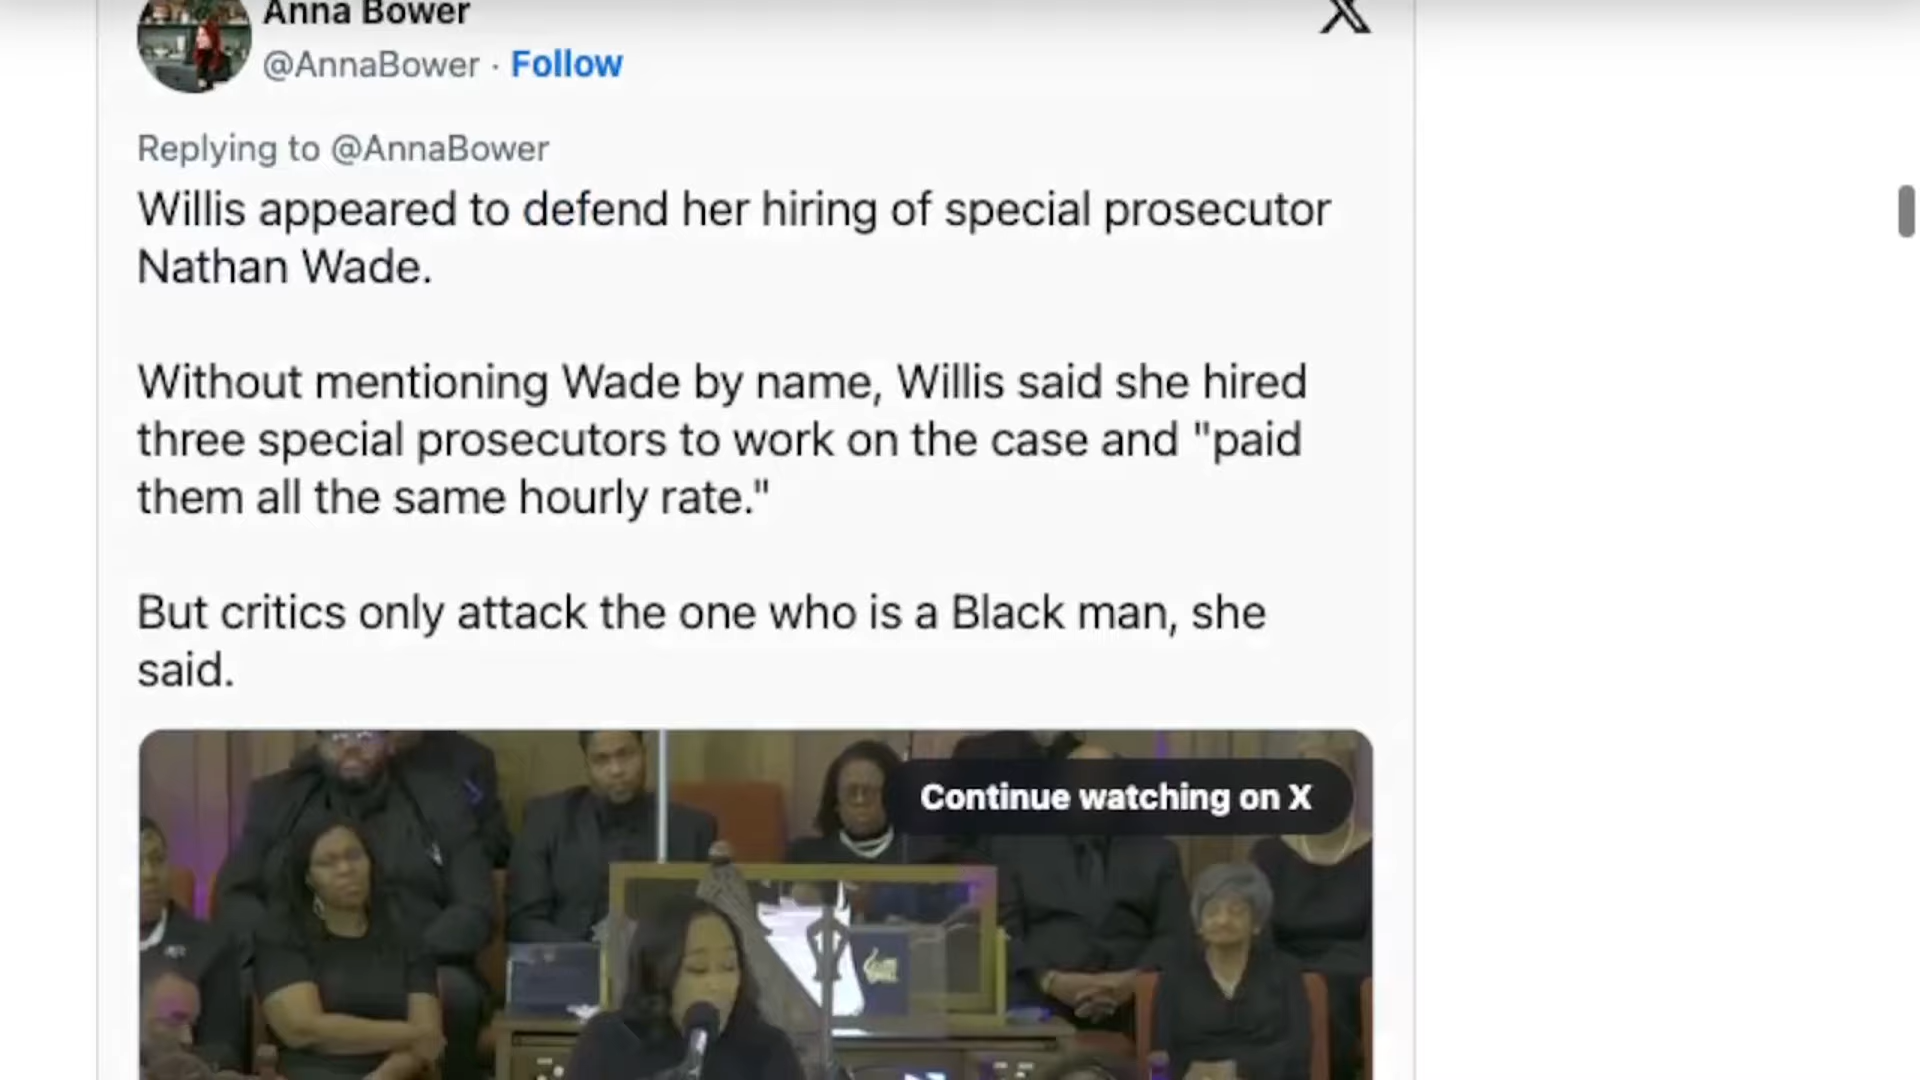 Anna Bower
@AnnaBower · Follow
Replying to @AnnaBower
Willis appeared to defend her hiring of special prosecutor
Nathan Wade.
Without mentioning Wade by name, Willis said she hired
three special prosecutors to work on the case and "paid
them all the same hourly rate."
But critics only attack the one who is a Black man, she
said.
Continue watching on X